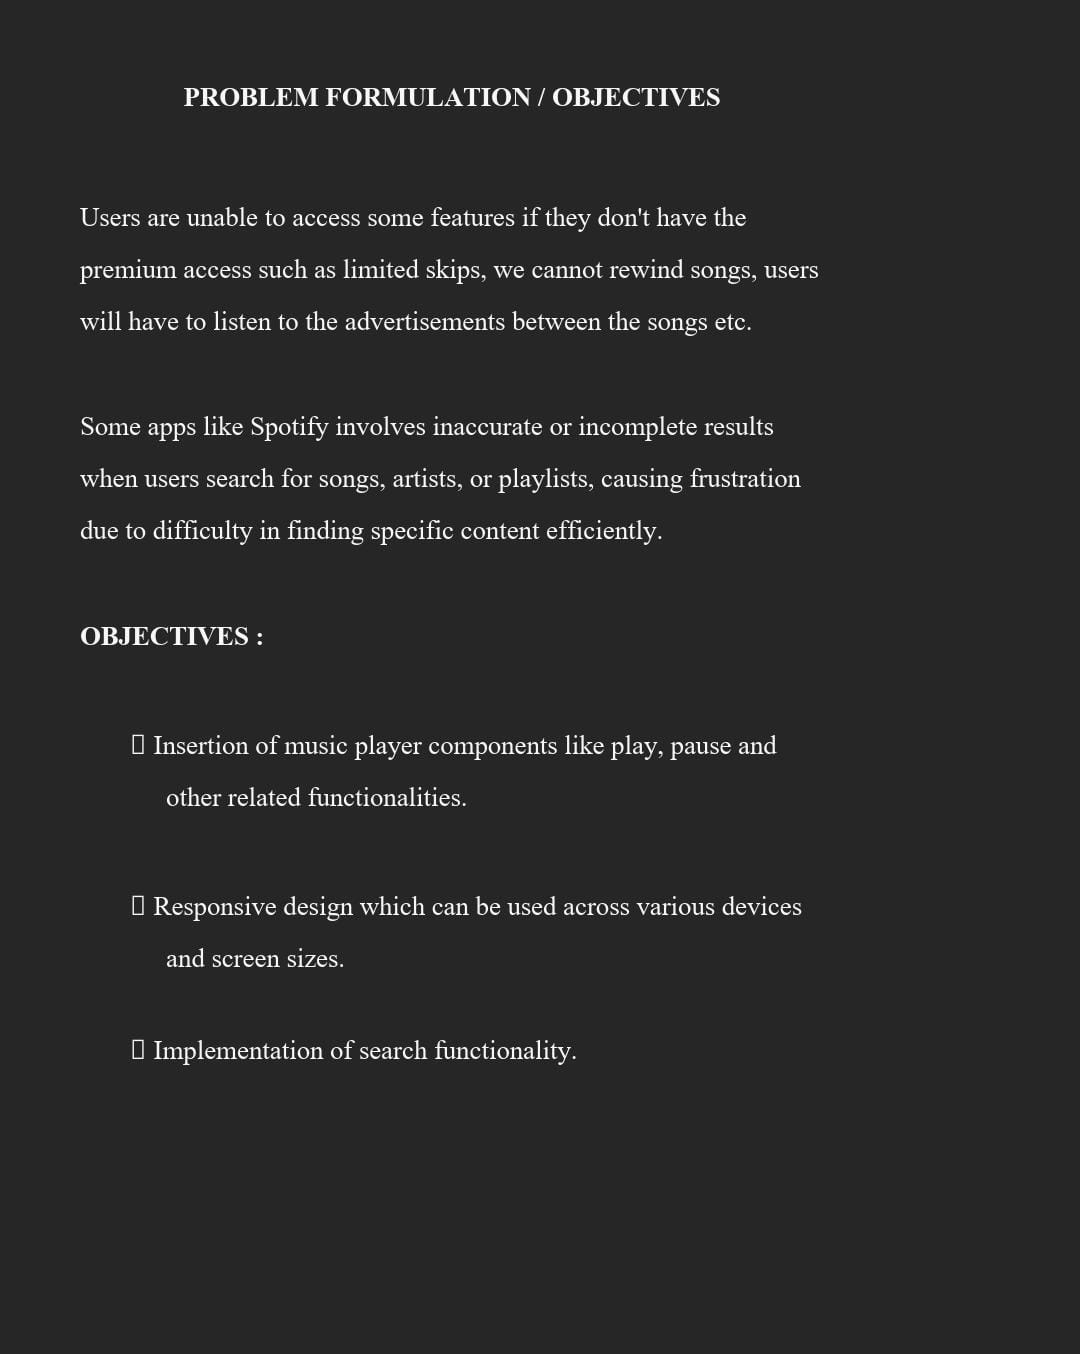 PROBLEM FORMULATION / OBJECTIVES
Users are unable to access some features if they don't have the
premium access such as limited skips, we cannot rewind songs, users
will have to listen to the advertisements between the songs etc.
Some apps like Spotify involves inaccurate or incomplete results
when users search for songs, artists, or playlists, causing frustration
due to difficulty in finding specific content efficiently.
OBJECTIVES :
▯ Insertion of music player components like play, pause and
other related functionalities.
▯ Responsive design which can be used across various devices
and screen sizes.
▯ Implementation of search functionality.